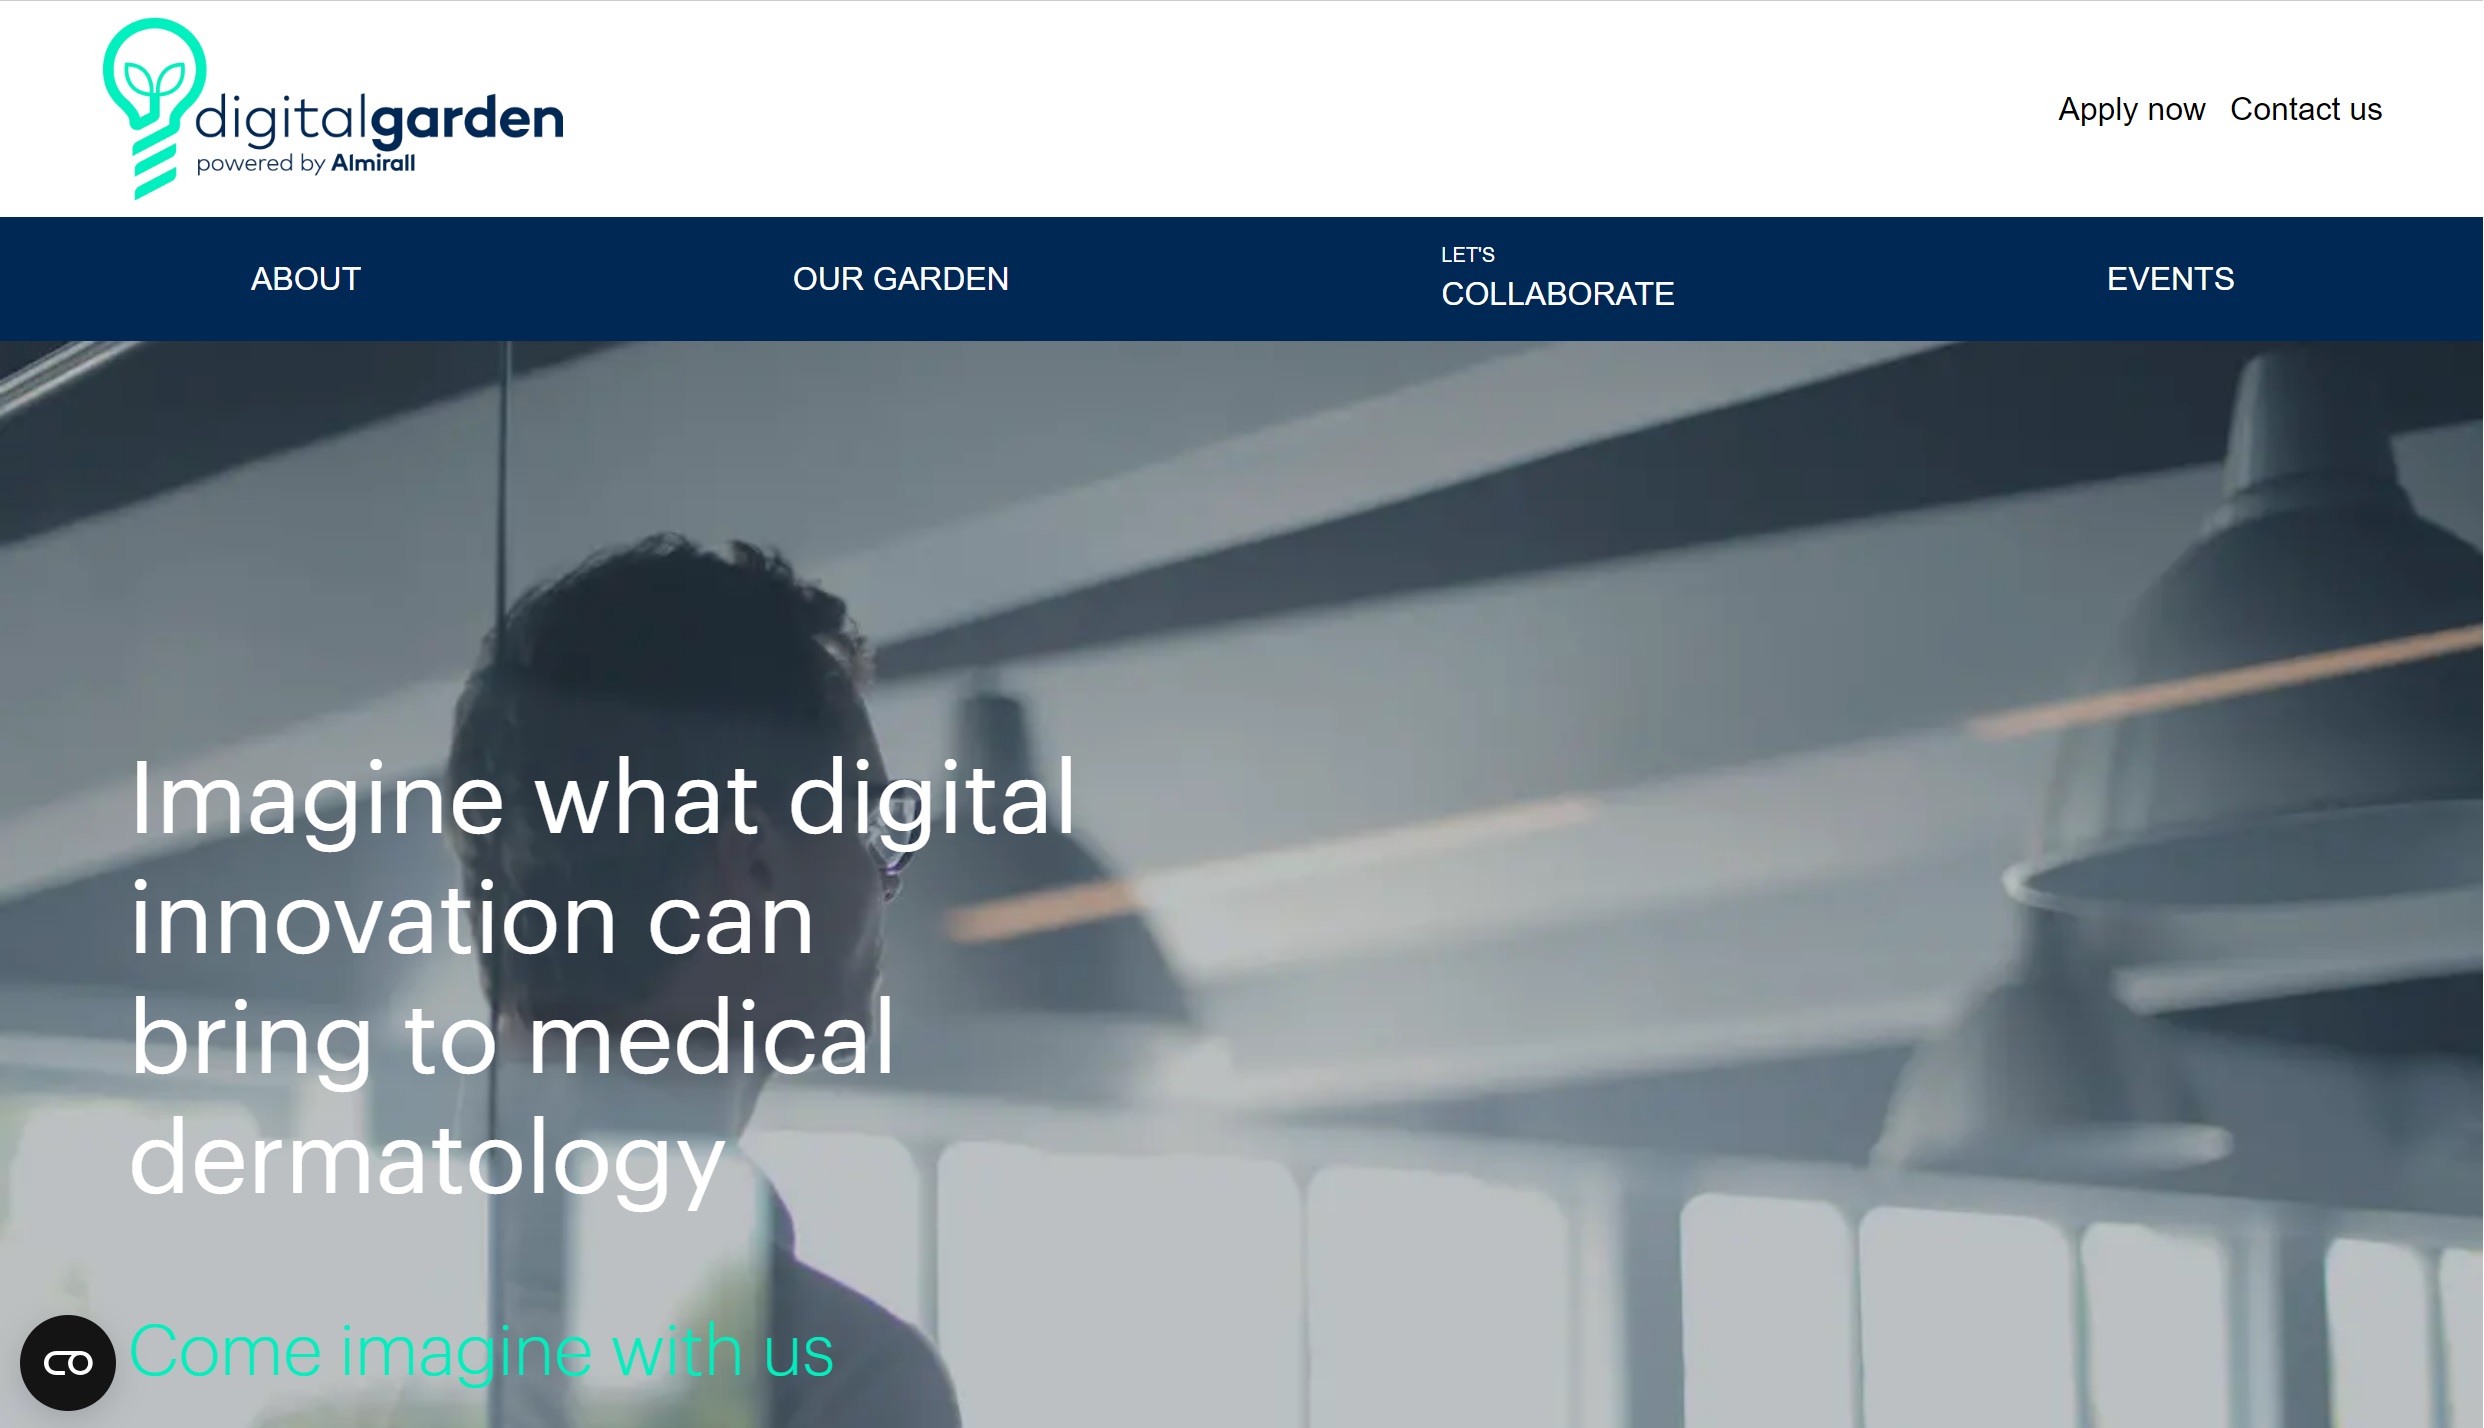 digitalgarden
powered by Almirall
Apply now Contact us
ABOUT
OUR GARDEN
LET'S
COLLABORATE
EVENTS
Imagine what digital
innovation can
bring to medical
dermatology
Come imagine with us